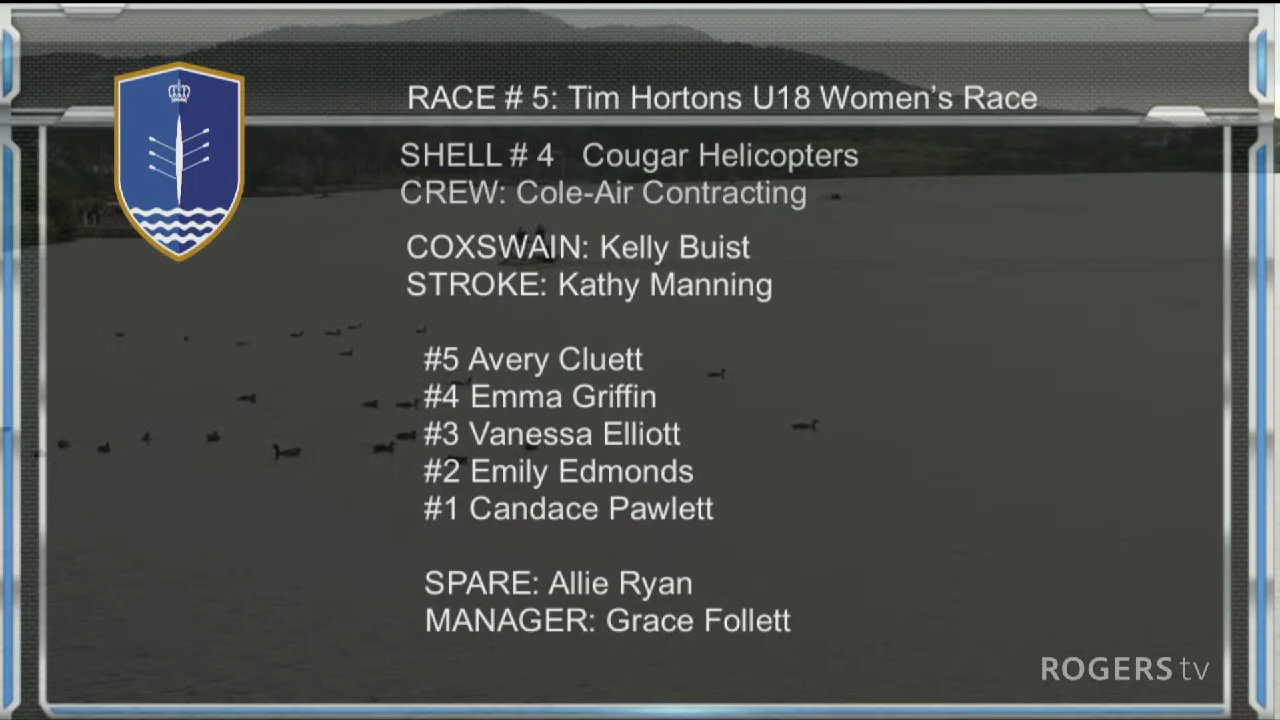 RACE # 5: Tim Hortons U18 Women's Race
SHELL # 4 Cougar Helicopters
CREW: Cole-Air Contracting
COXSWAIN: Kelly Buist
STROKE: Kathy Manning
#5 Avery Cluett
#4 Emma Griffin
#3 Vanessa Elliott
#2 Emily Edmonds
#1 Candace Pawlett
SPARE: Allie Ryan
MANAGER: Grace Follett
ROGERS tv